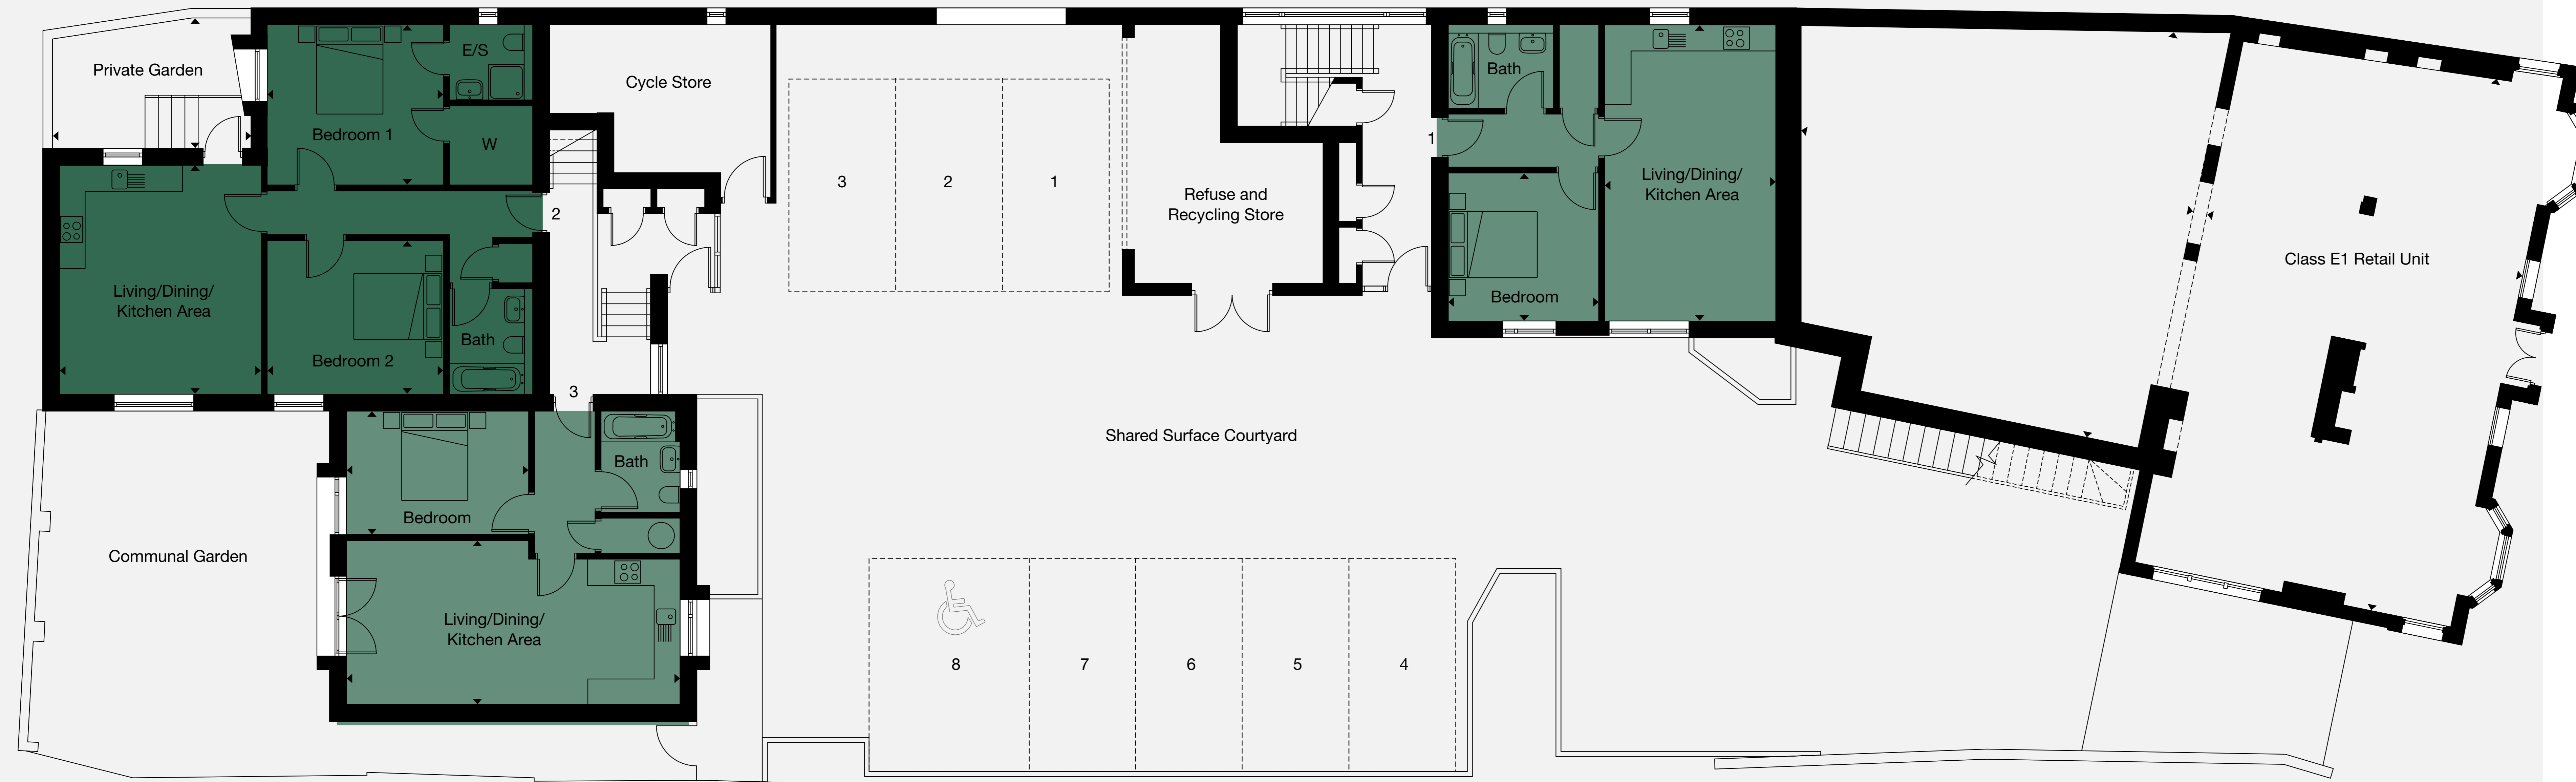 Private Garden
Bedroom 1
E/S
W
2
Living/Dining/
Kitchen Area
Bedroom 2
Bath
3
Communal Garden
Bedroom
Bath
Living/Dining/
Kitchen Area
Cycle Store
3
2
1
Refuse and
Recycling Store
Shared Surface Courtyard
8
7
6
5
4
1
Bath
Bedroom
Living/Dining/
Kitchen Area
Class E1 Retail Unit